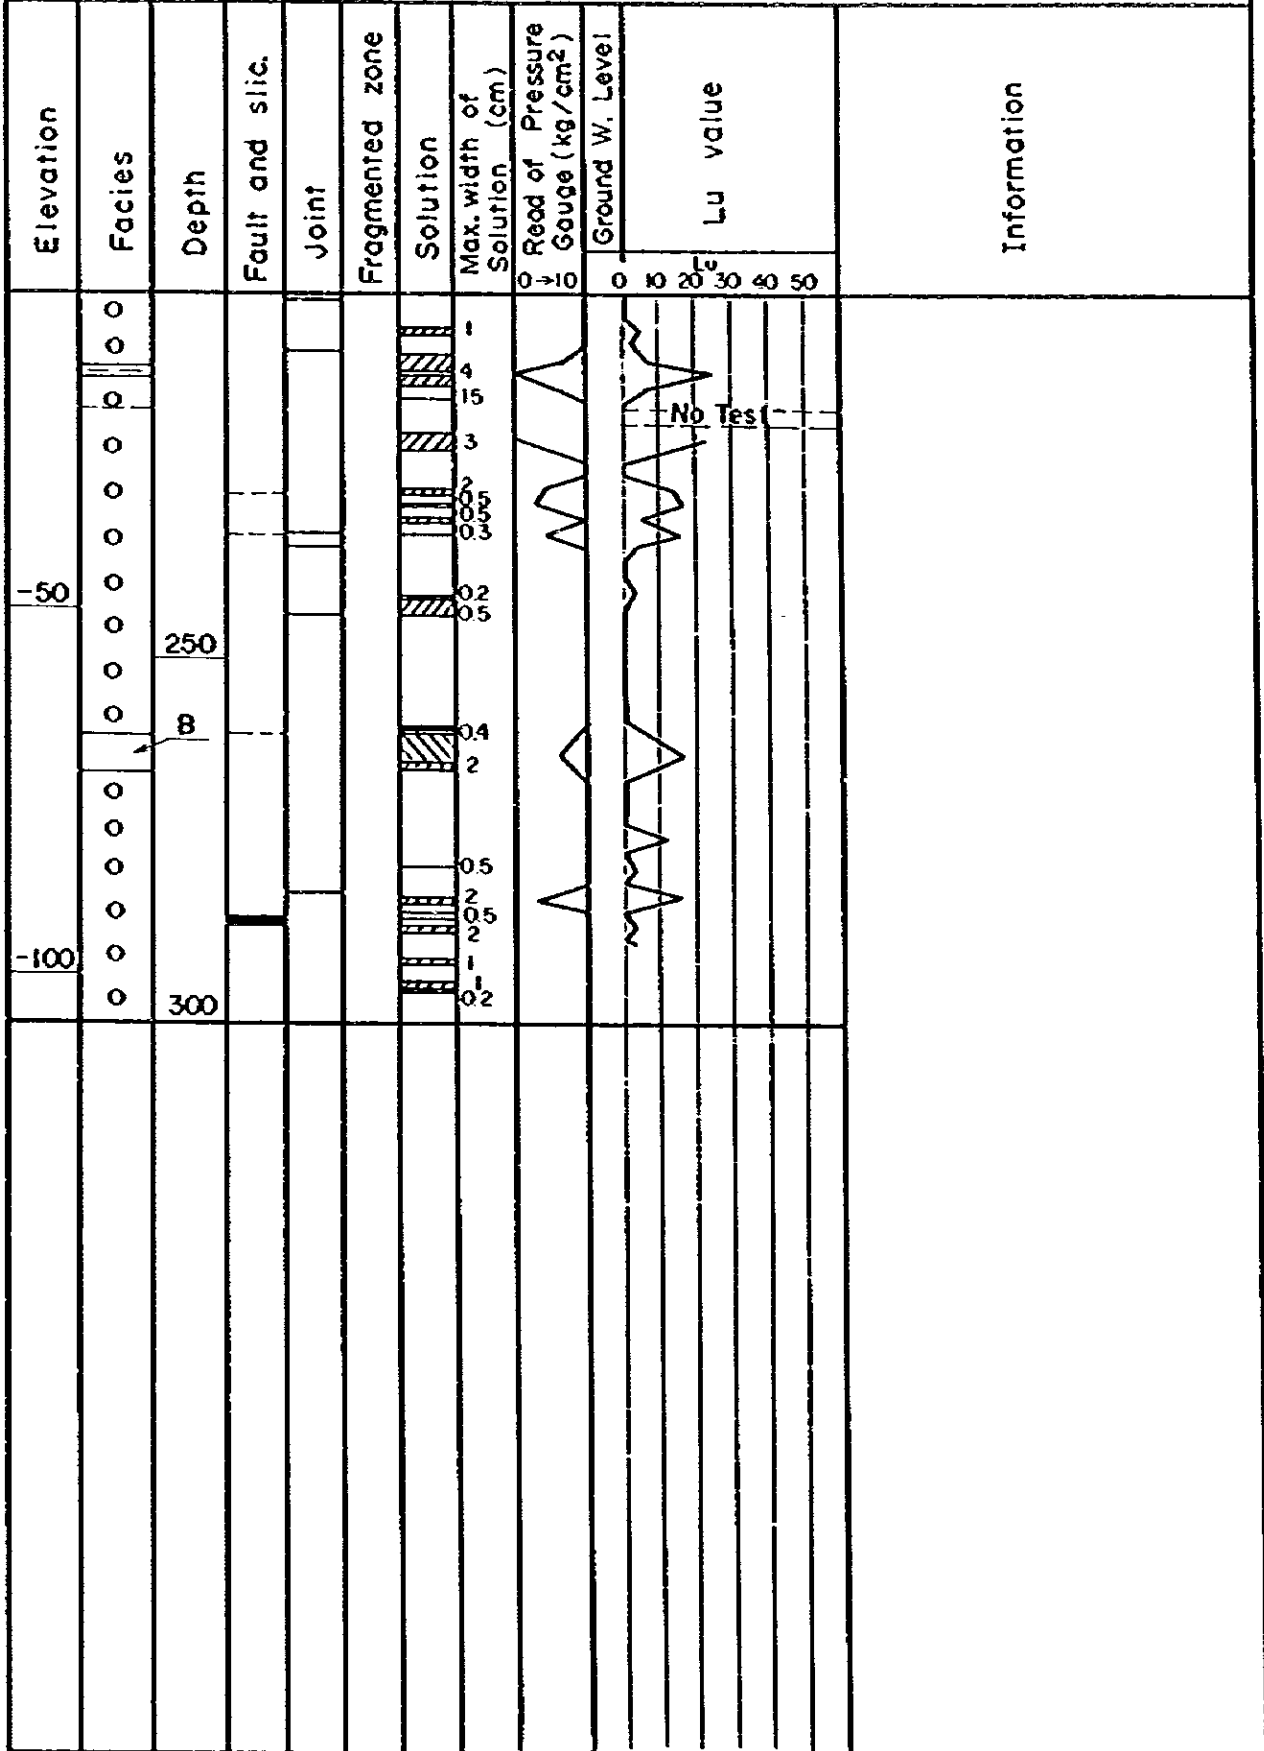 Elevation
Facies
Depth
Fault and slic.
Joint
Fragmented zone
Solution
Max. width of
Solution (cm)
Read of Pressure
Gauge (kg/cm²)
0→10
Ground W. Level
Lu value
0 10 20 30 40 50
Information
1
4
15
No Test
3
2
0.5
0.5
0.3
-50
0.2
0.5
250
B
0.4
2
0.5
2
0.5
2
-100
1
1
0.2
300